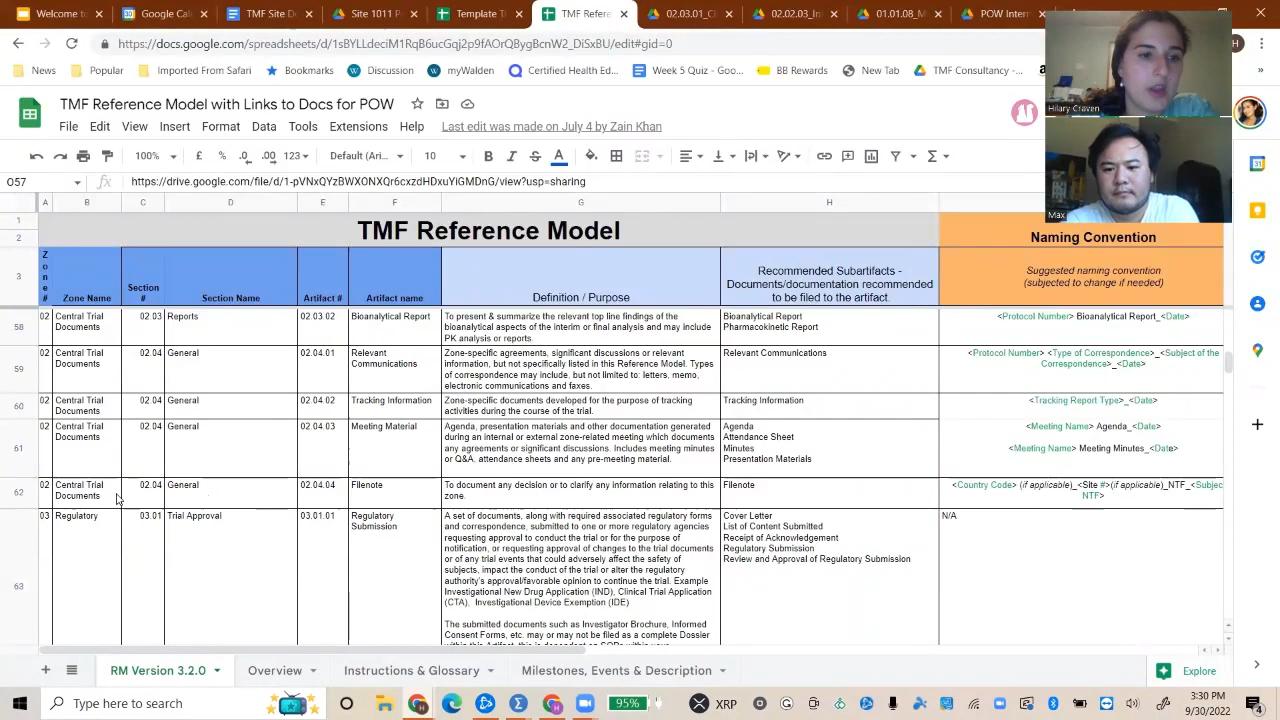 Email
TMF Do
TMF Docum
Site 1011 P
Template T
TMF Refere
02.03.01_Cl
02.02.03_In
01.01.08_M
POW Inter
https://docs.google.com/spreadsheets/d/1sBYLLdeciM1RqB6ucGqj2p9fAOrQBygBcnW2_DiSxBU/edit#gid=0
News
Popular
Imported From Safari
Bookmarks
Discussion
myWalden
Certified Health Ed...
Week 5 Quiz - Goo...
BB Rewards
New Tab
TMF Consultancy -...
Hilary Craven
TMF Reference Model with Links to Docs for POW
File Edit View Insert Format Data Tools Extensions Help Last edit was made on July 4 by Zain Khan
100% £ % .0 .00 123 Default (Ari... 10 B I S A
O57 fx https://drive.google.com/file/d/1-pVNxQYzBWXONXQr6cxzdHDxuYiGMDnG/view?usp=sharing
Max
A B C D E F G H
1
2
TMF Reference Model
Naming Convention
3
Zone#
Zone Name
Section #
Section Name
Artifact #
Artifact name
Definition / Purpose
Recommended Subartifacts -
Documents/documentation recommended
to be filed to the artifact.
Suggested naming convention
(subjected to change if needed)
58
02
Central Trial
Documents
02.03
Reports
02.03.02
Bioanalytical Report
To present & summarize the relevant top line findings of the
bioanalytical aspects of the interim or final analysis and may include
PK analysis or reports.
Bioanalytical Report
Pharmacokinetic Report
<Protocol Number> Bioanalytical Report_<Date>
59
02
Central Trial
Documents
02.04
General
02.04.01
Relevant
Communications
Zone-specific agreements, significant discussions or relevant
information, but not specifically listed in this Reference Model. Types
of correspondence may include, but not limited to: letters, memo,
electronic communications and faxes.
Relevant Communications
<Protocol Number> <Type of Correspondence>_<Subject of the
Correspondence>_<Date>
60
02
Central Trial
Documents
02.04
General
02.04.02
Tracking Information
Zone-specific documents developed for the purpose of tracking
activities during the course of the trial.
Tracking Information
<Tracking Report Type>_<Date>
61
02
Central Trial
Documents
02.04
General
02.04.03
Meeting Material
Agenda, presentation materials and other documentation generated
during an internal or external zone-related meeting which documents
any agreements or significant discussions. Includes meeting minutes
or Q&A, attendance sheets and any pre-meeting material.
Agenda
Attendance Sheet
Minutes
Presentation Materials
<Meeting Name> Agenda_<Date>
<Meeting Name> Meeting Minutes_<Date>
62
02
Central Trial
Documents
02.04
General
02.04.04
Filenote
To document any decision or to clarify any information relating to this
zone.
Filenote
<Country Code> (if applicable)_<Site #>(if applicable)_NTF_<Subjec
NTF>
63
03
Regulatory
03.01
Trial Approval
03.01.01
Regulatory
Submission
A set of documents, along with required associated regulatory forms
and correspondence, submitted to one or more regulatory agencies
requesting approval to conduct the trial or for the purpose of
notification, or requesting approval of changes to the trial documents
or of any trial events that could adversely affect the safety of
subjects, impact the conduct of the trial or alter the regulatory
authority's approval/favorable opinion to continue the trial. Example
Investigational New Drug Application (IND), Clinical Trial Application
(CTA), Investigational Device Exemption (IDE)
The submitted documents such as Investigator Brochure, Informed
Consent Forms, etc. may or may not be filed as a complete Dossier
Cover Letter
List of Content Submitted
Receipt of Acknowledgement
Regulatory Submission
Review and Approval of Regulatory Submission
N/A
RM Version 3.2.0
Overview
Instructions & Glossary
Milestones, Events & Description
Explore
Type here to search
95%
XRP
3:30 PM
9/30/2022